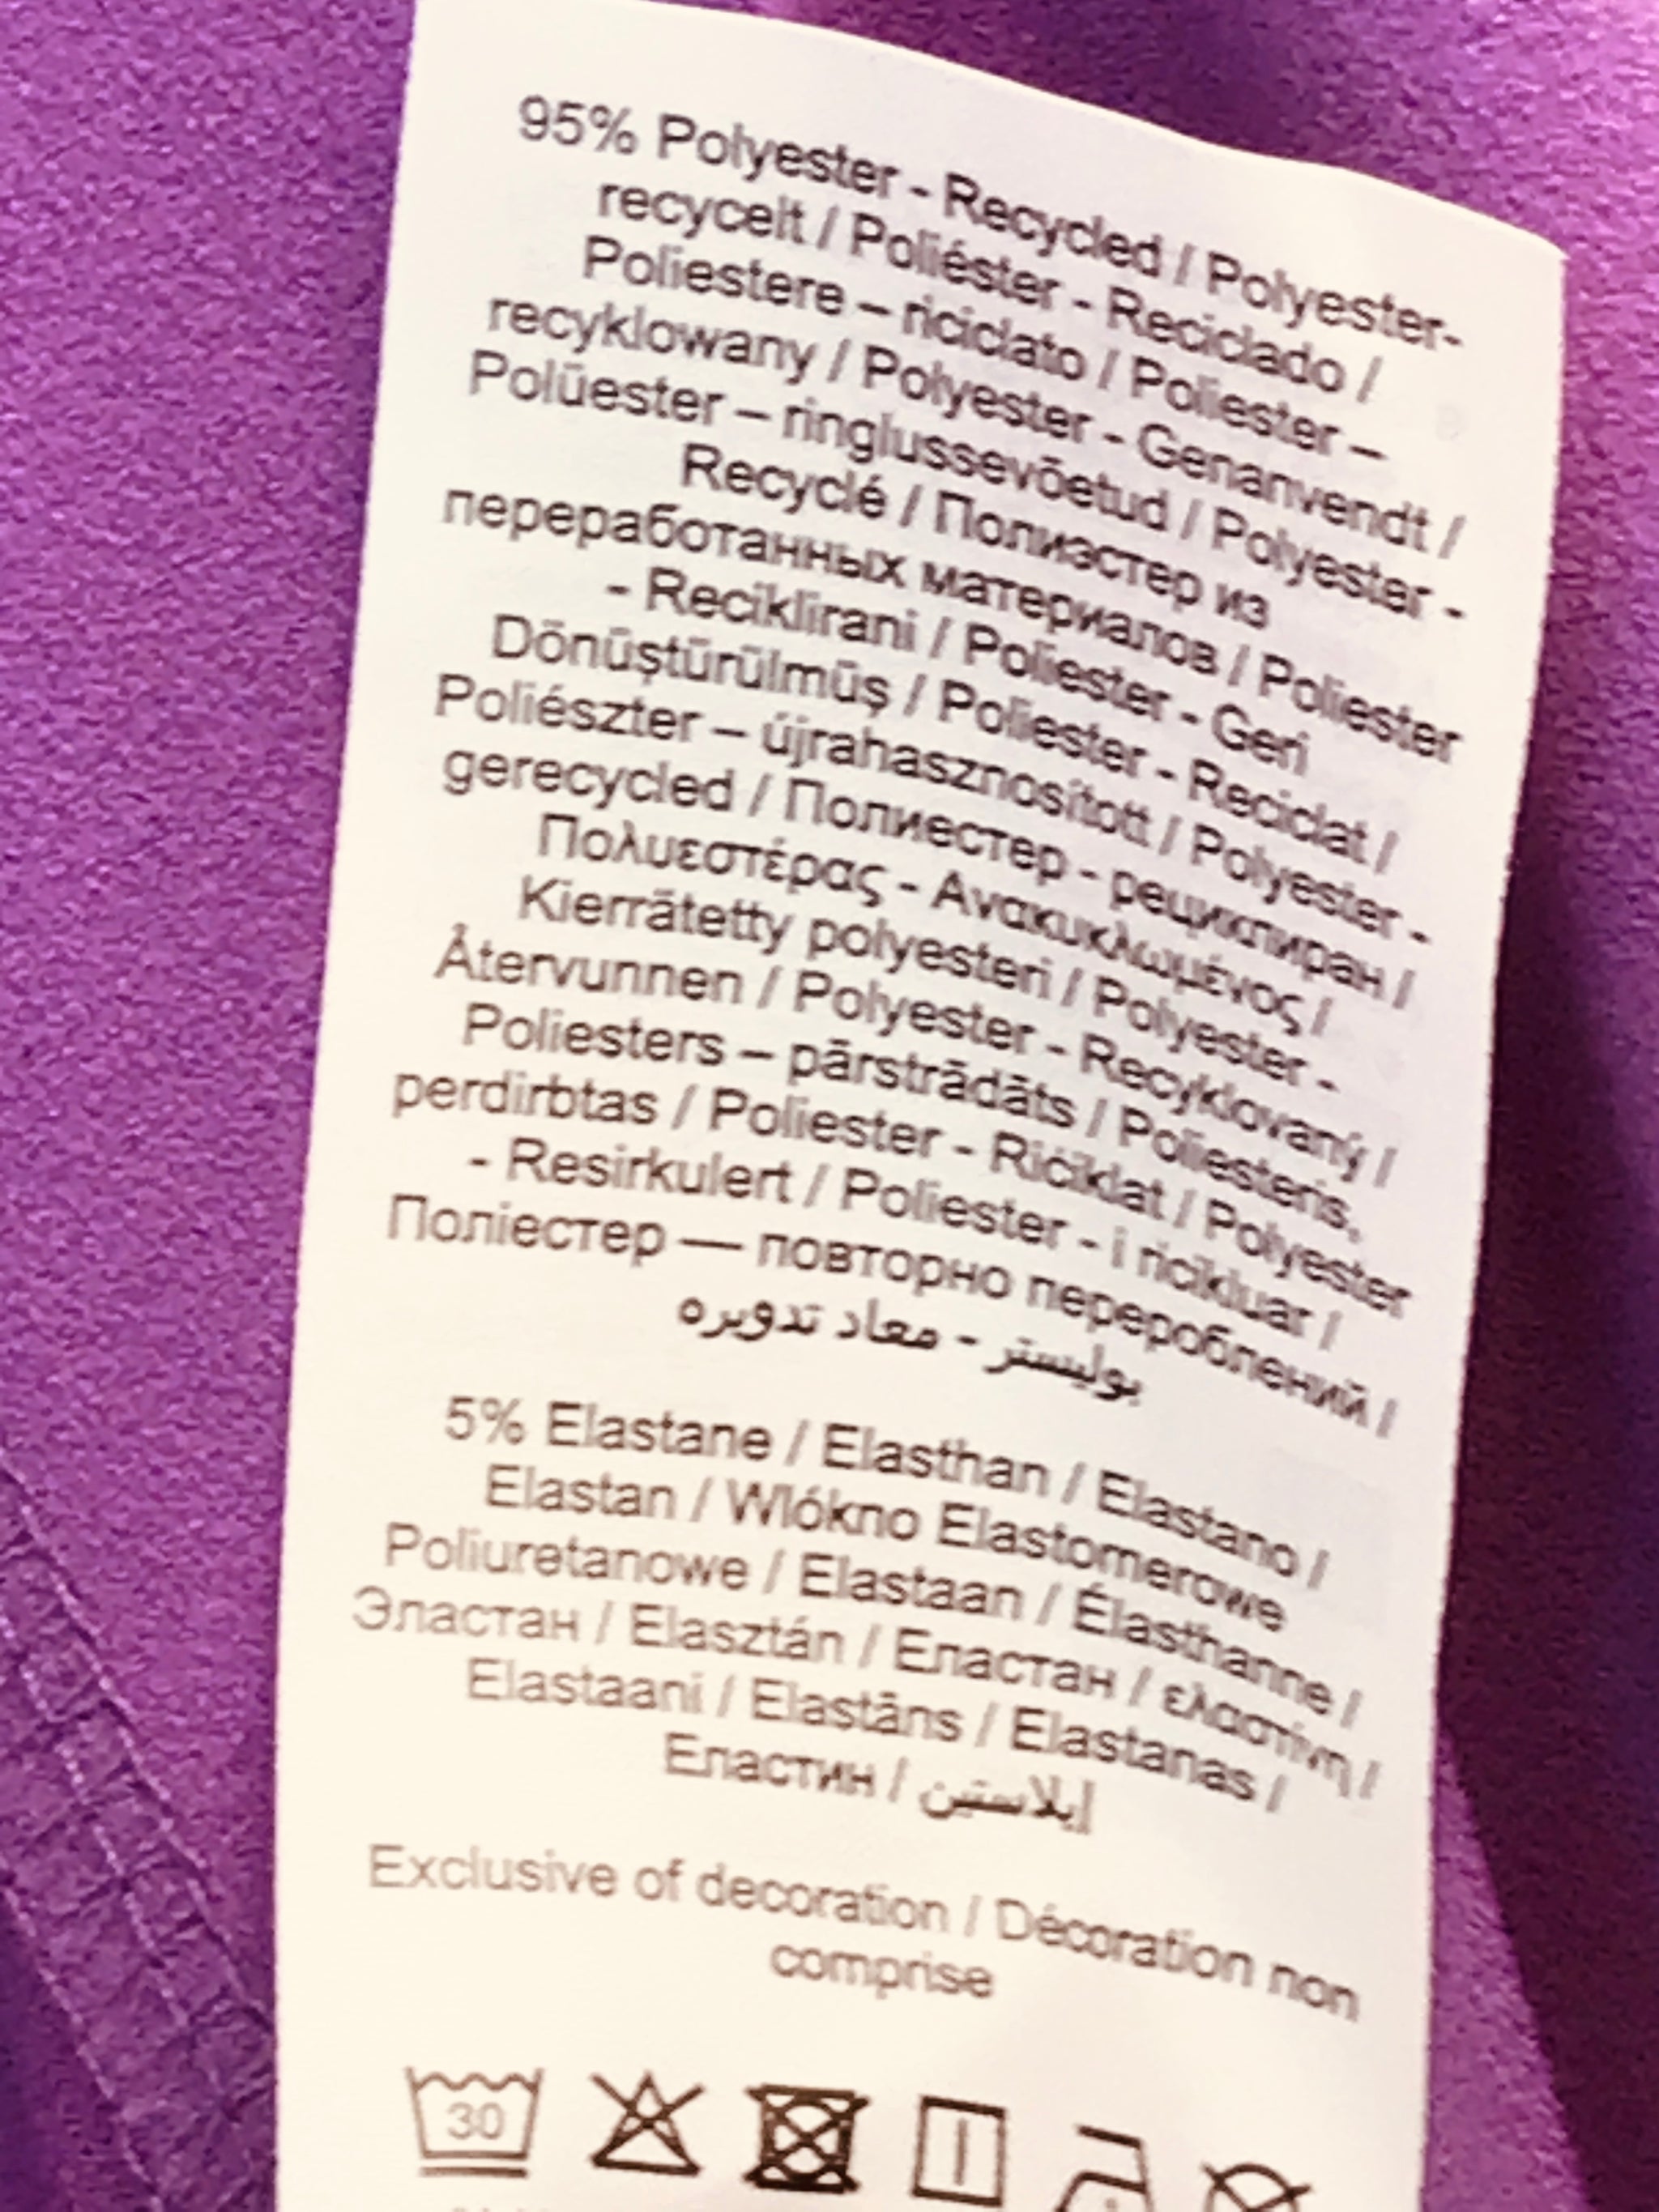 95% Polyester - Recycled / Polyester-
recycelt / Poliéster - Reciclado /
Poliestere – riciclato / Poliester –
recyklowany / Polyester - Genanvendt /
Polüester – ringlussevõetud / Polyester -
Recyclé / Полиэстер из
переработанных материалов / Poliester
- Reciklirani / Poliester - Geri
Dönüştürülmüş / Poliester - Reciclat /
Poliészter – újrahasznosított / Polyester -
gerecycled / Полиестер - рециклиран /
Πολυεστέρας - Ανακυκλωμένος /
Kierrätetty polyesteri / Polyester -
Återvunnen / Polyester - Recyklovaný /
Poliesters – pārstrādāts / Poliesteris,
perdirbtas / Poliester - Riċiklat / Polyester
- Resirkulert / Poliester - i ricikluar /
Поліестер — повторно перероблений /
بوليستر - معاد تدويره
5% Elastane / Elasthan / Elastano /
Elastan / Wlókno Elastomerowe
Poliuretanowe / Elastaan / Élasthanne /
Эластан / Elasztán / Еластан / ελαστίνη /
Elastaani / Elastāns / Elastanas /
Еластин / إيلاستين
Exclusive of decoration / Décoration non
comprise
30